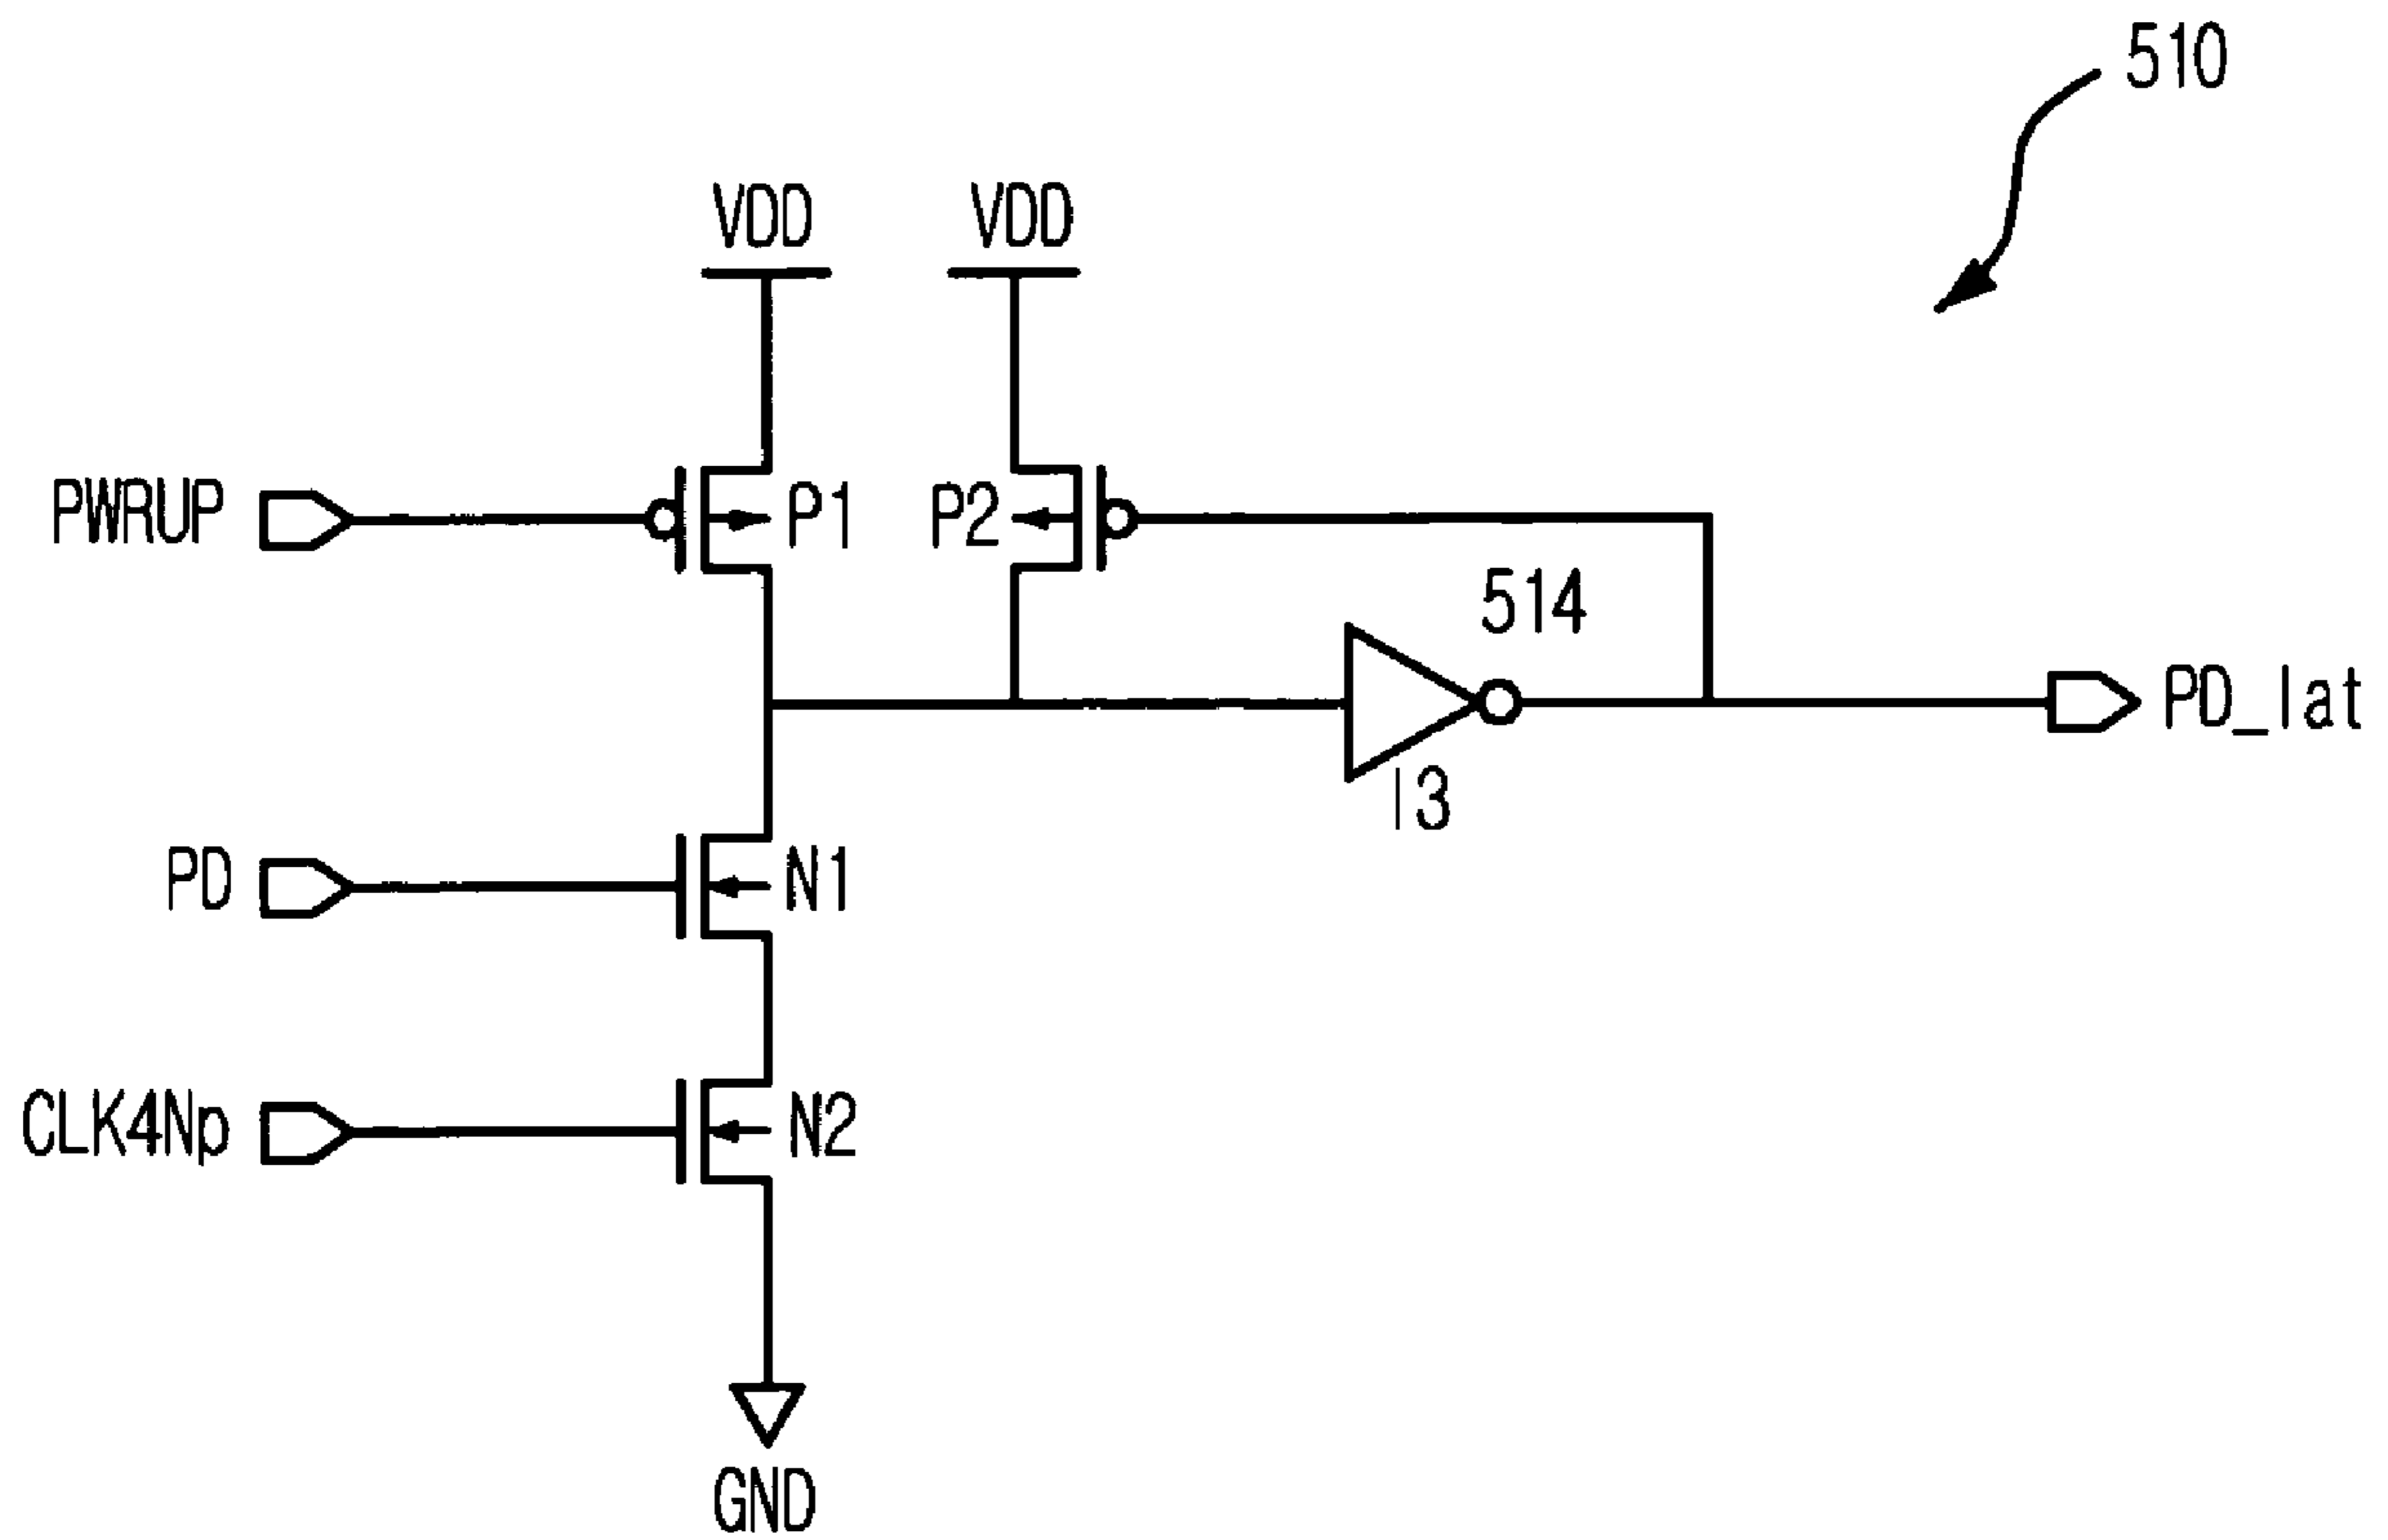 510
VDD
VDD
PWRUP
P1
P2
514
PD_lat
I3
PD
N1
CLK4Np
N2
GND